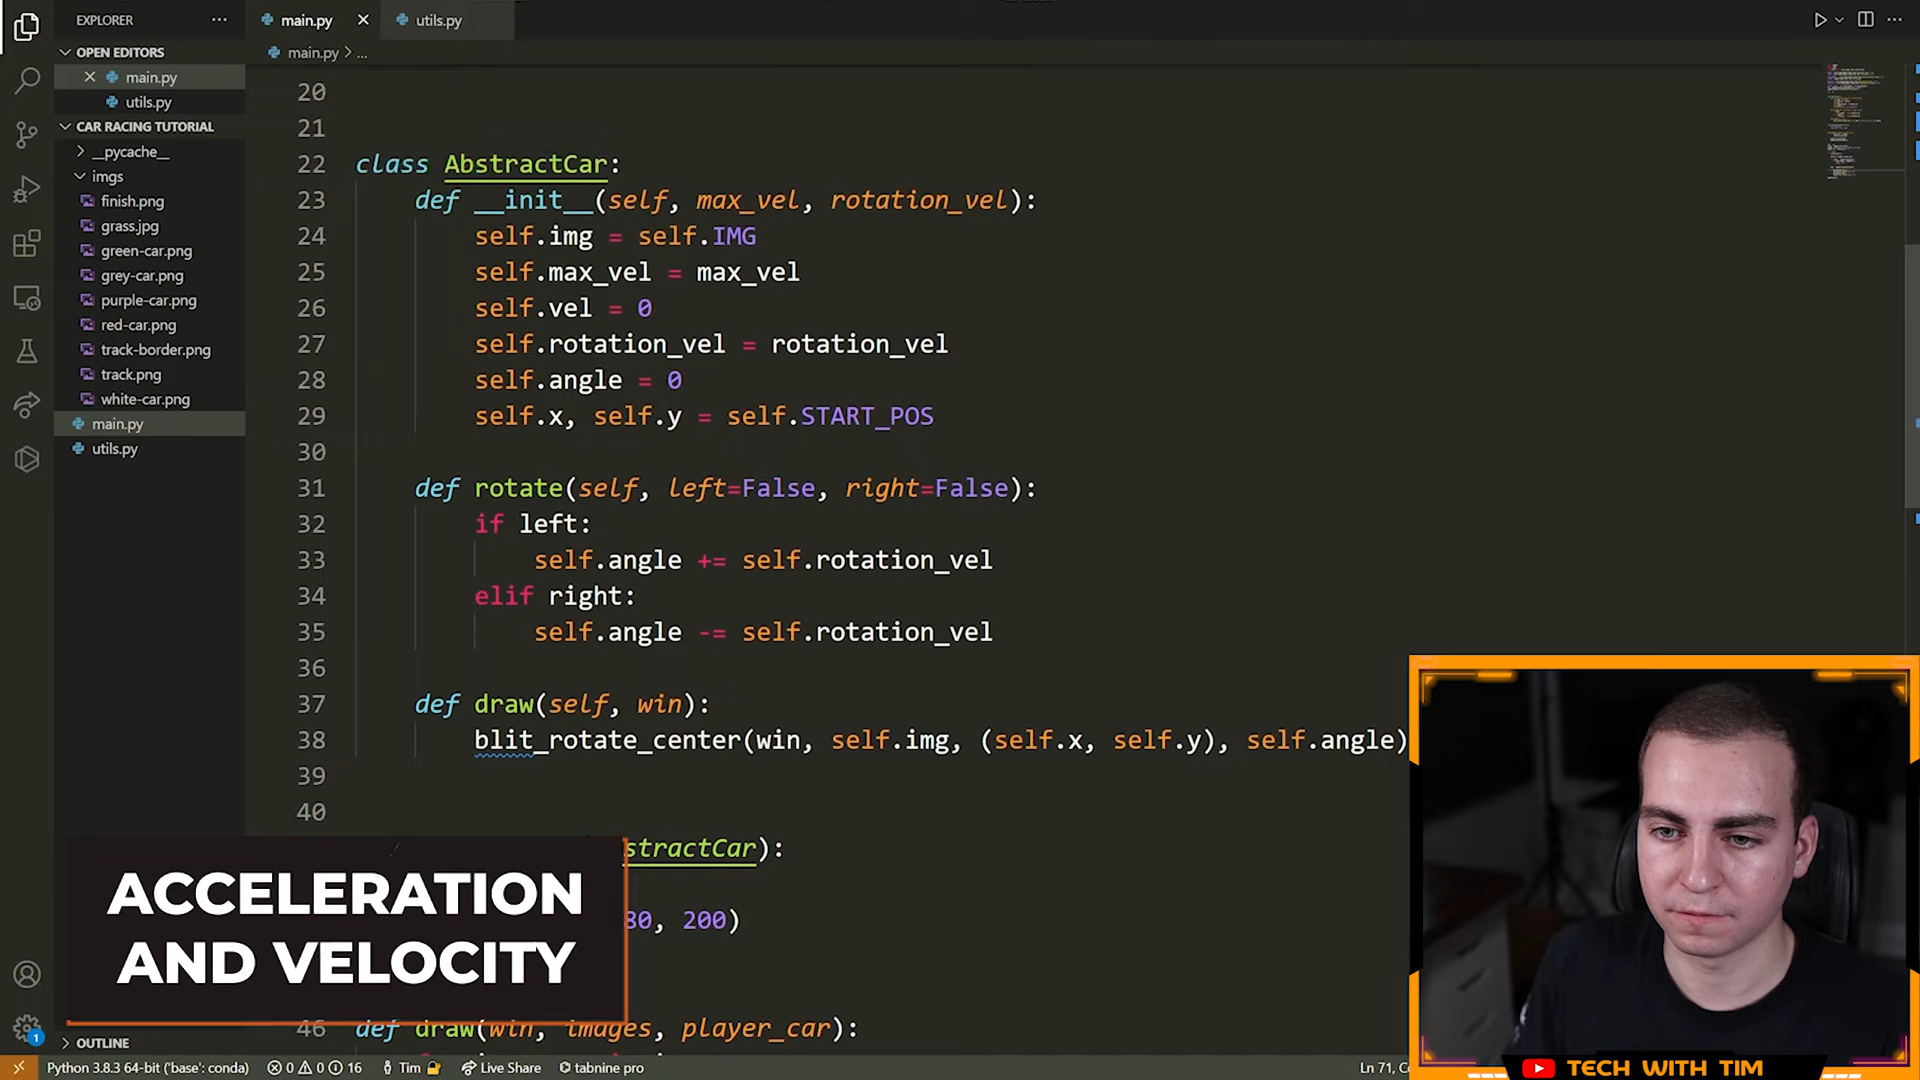 EXPLORER
main.py
utils.py
OPEN EDITORS
main.py > ...
main.py
utils.py
CAR RACING TUTORIAL
__pycache__
imgs
finish.png
grass.jpg
green-car.png
grey-car.png
purple-car.png
red-car.png
track-border.png
track.png
white-car.png
main.py
utils.py
OUTLINE
20
21
22 class AbstractCar:
23 def __init__(self, max_vel, rotation_vel):
24 self.img = self.IMG
25 self.max_vel = max_vel
26 self.vel = 0
27 self.rotation_vel = rotation_vel
28 self.angle = 0
29 self.x, self.y = self.START_POS
30
31 def rotate(self, left=False, right=False):
32 if left:
33 self.angle += self.rotation_vel
34 elif right:
35 self.angle -= self.rotation_vel
36
37 def draw(self, win):
38 blit_rotate_center(win, self.img, (self.x, self.y), self.angle)
39
40
stractCar):
80, 200)
46 def draw(win, images, player_car):
ACCELERATION
AND VELOCITY
1
Python 3.8.3 64-bit ('base': conda) 0 0 16 Tim Live Share tabnine pro
Ln 71, C
TECH WITH TIM